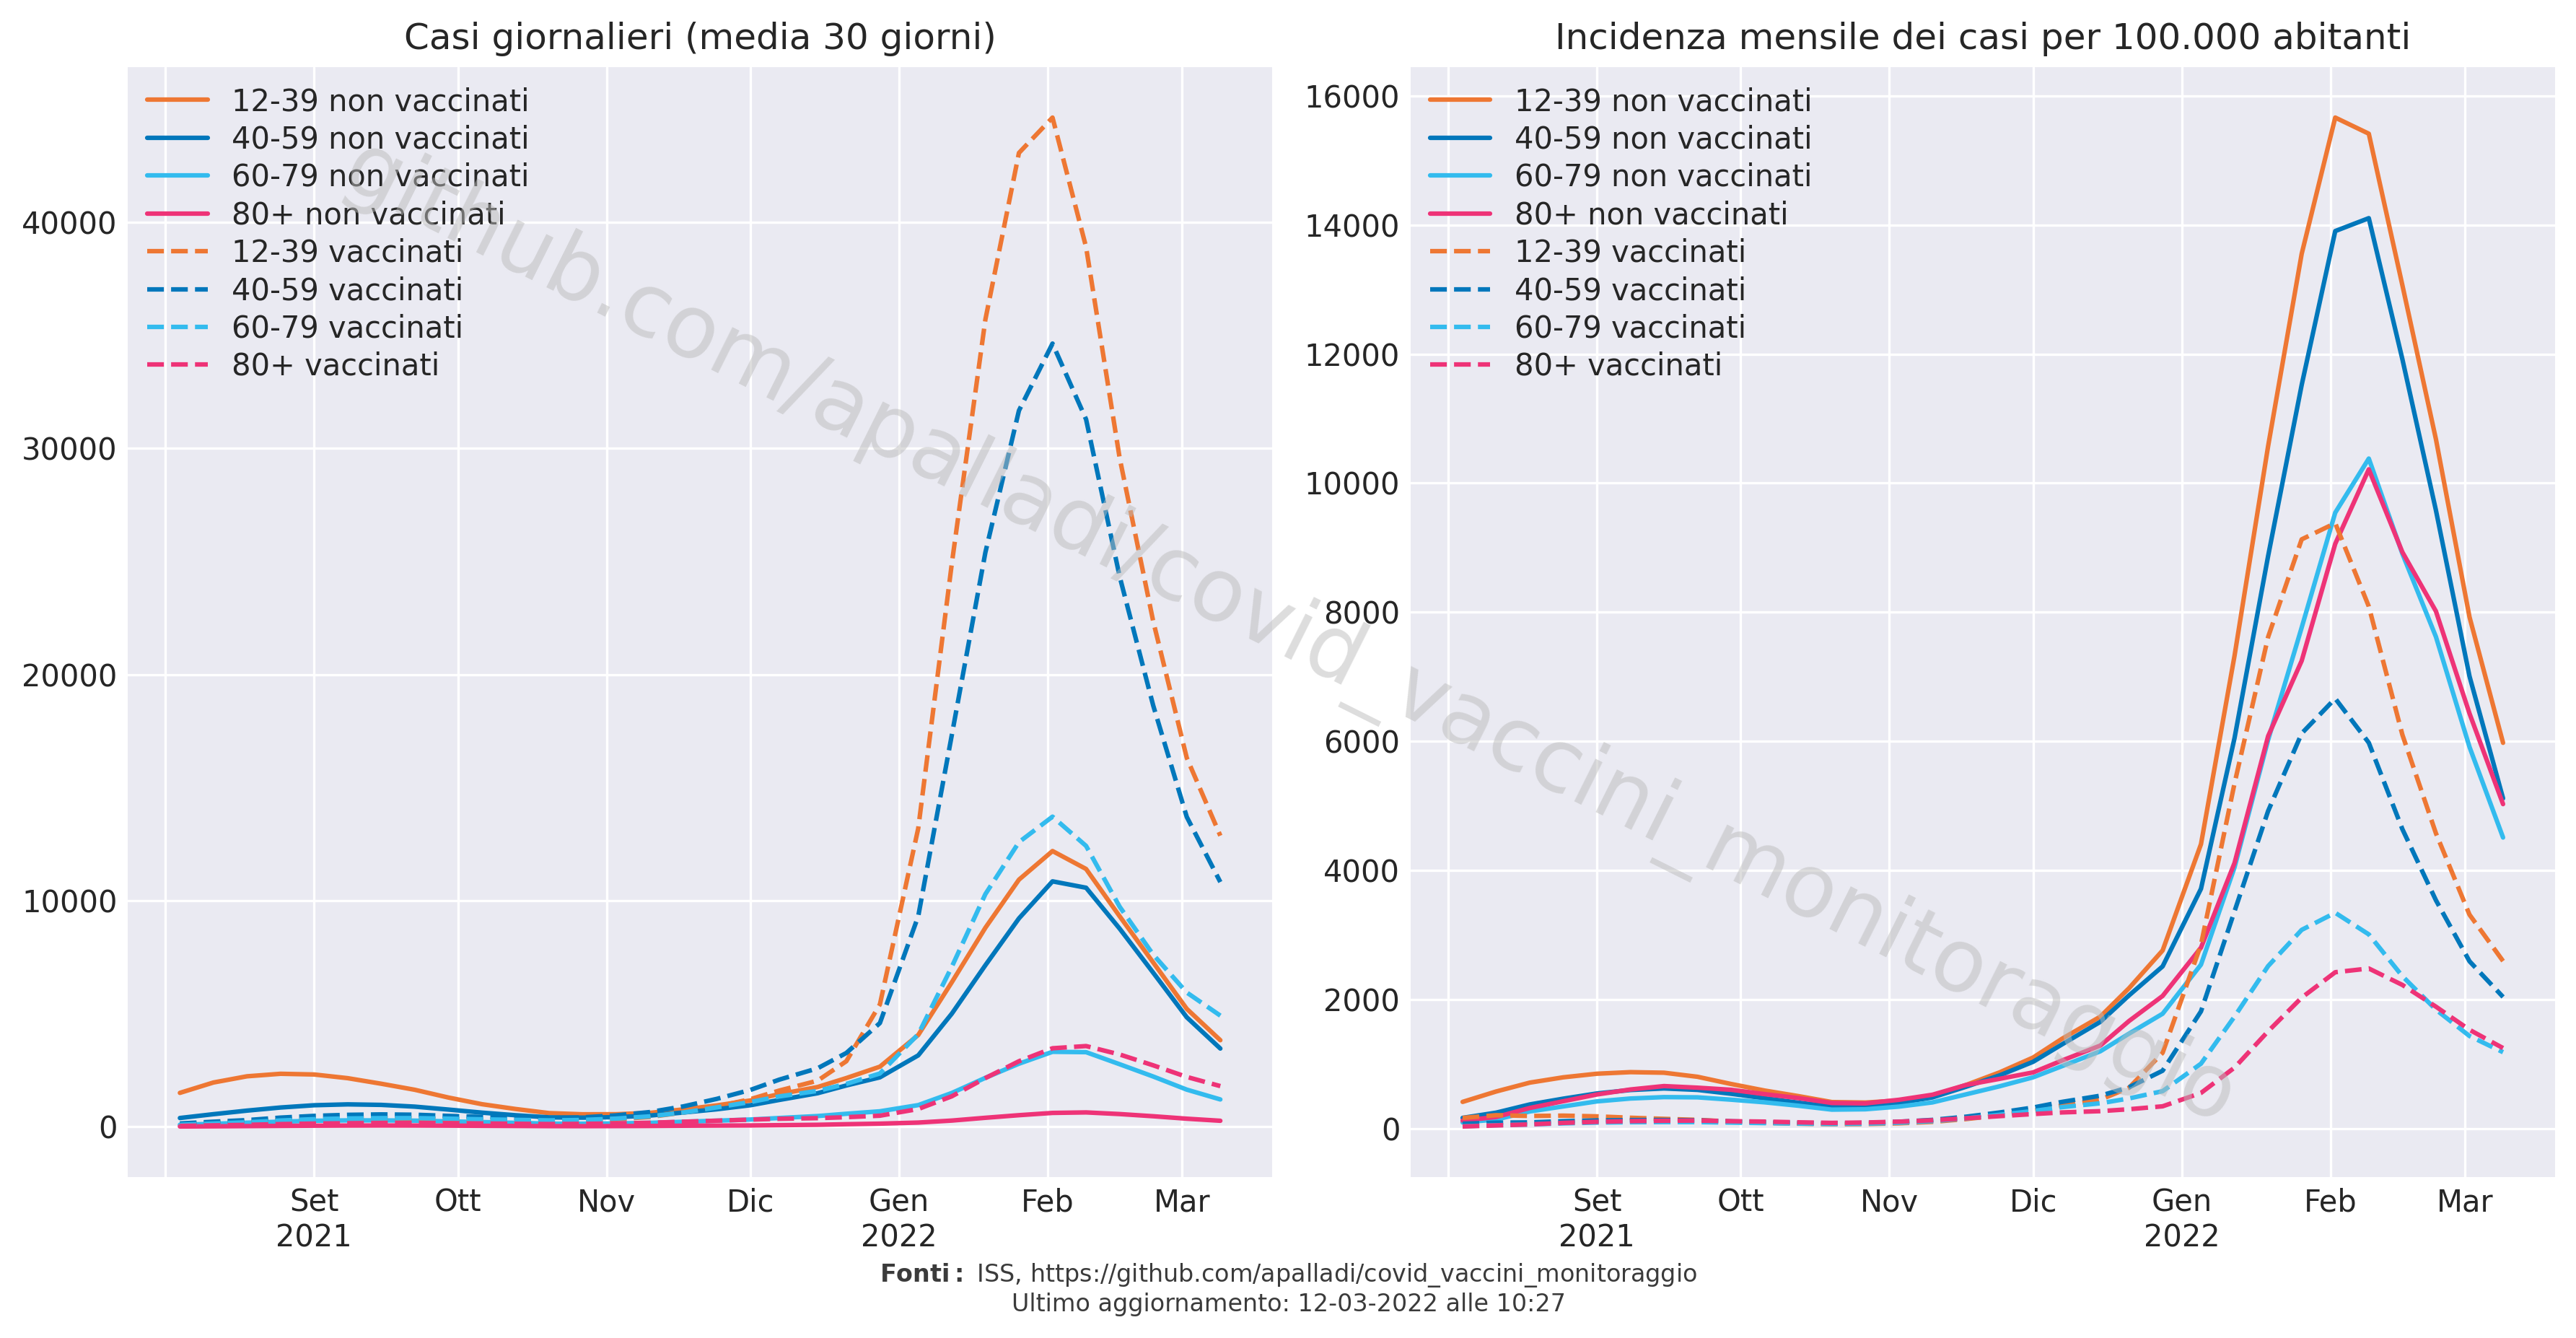 Casi giornalieri (media 30 giorni)
12-39 non vaccinati
40-59 non vaccinati
60-79 non vaccinati
80+ non vaccinati
12-39 vaccinati
40-59 vaccinati
60-79 vaccinati
80+ vaccinati
40000
30000
20000
10000
0
Set Ott Nov Dic Gen Feb Mar
2021 2022
Incidenza mensile dei casi per 100.000 abitanti
12-39 non vaccinati
40-59 non vaccinati
60-79 non vaccinati
80+ non vaccinati
12-39 vaccinati
40-59 vaccinati
60-79 vaccinati
80+ vaccinati
16000
14000
12000
10000
8000
6000
4000
2000
0
Set Ott Nov Dic Gen Feb Mar
2021 2022
github.com/apalladi/covid_vaccini_monitoraggio
Fonti: ISS, https://github.com/apalladi/covid_vaccini_monitoraggio
Ultimo aggiornamento: 12-03-2022 alle 10:27